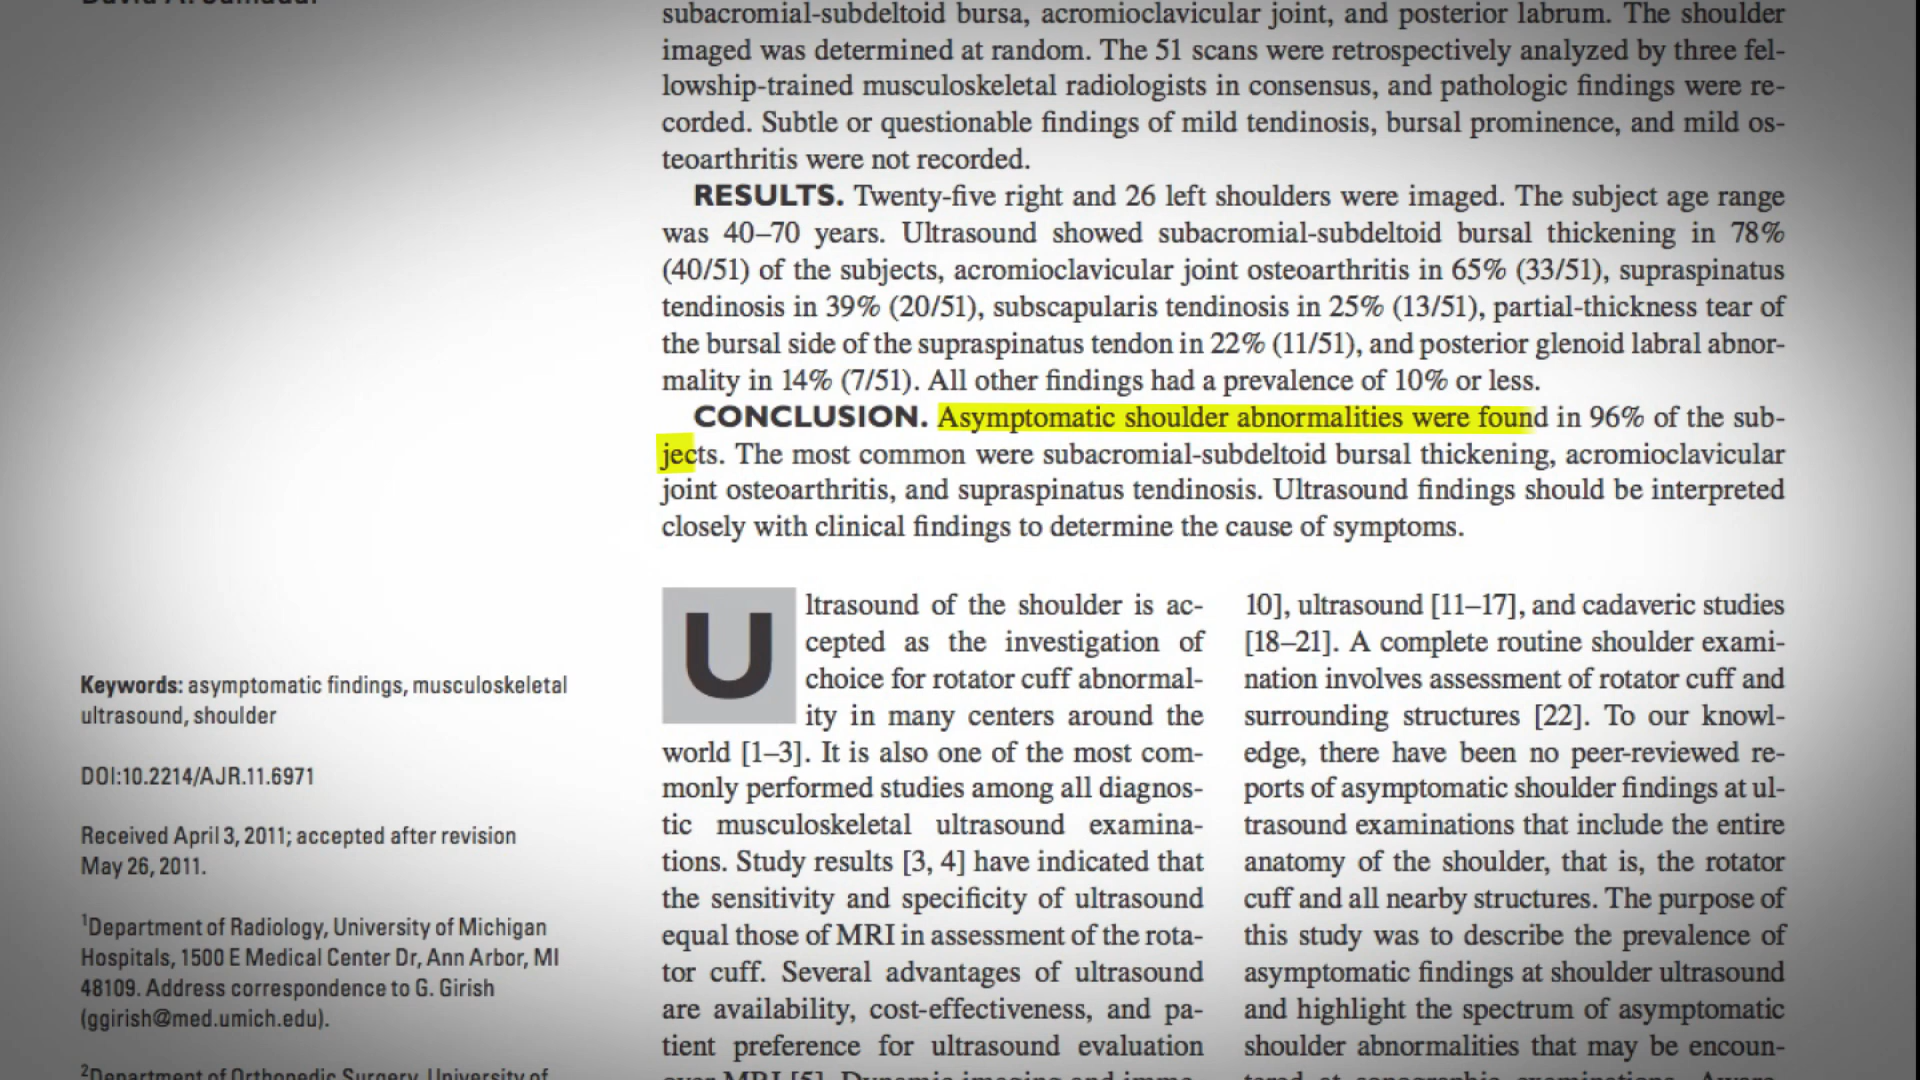 subacromial-subdeltoid bursa, acromioclavicular joint, and posterior labrum. The shoulder
imaged was determined at random. The 51 scans were retrospectively analyzed by three fel-
lowship-trained musculoskeletal radiologists in consensus, and pathologic findings were re-
corded. Subtle or questionable findings of mild tendinosis, bursal prominence, and mild os-
teoarthritis were not recorded.
RESULTS. Twenty-five right and 26 left shoulders were imaged. The subject age range
was 40–70 years. Ultrasound showed subacromial-subdeltoid bursal thickening in 78%
(40/51) of the subjects, acromioclavicular joint osteoarthritis in 65% (33/51), supraspinatus
tendinosis in 39% (20/51), subscapularis tendinosis in 25% (13/51), partial-thickness tear of
the bursal side of the supraspinatus tendon in 22% (11/51), and posterior glenoid labral abnor-
mality in 14% (7/51). All other findings had a prevalence of 10% or less.
CONCLUSION. Asymptomatic shoulder abnormalities were found in 96% of the sub-
jects. The most common were subacromial-subdeltoid bursal thickening, acromioclavicular
joint osteoarthritis, and supraspinatus tendinosis. Ultrasound findings should be interpreted
closely with clinical findings to determine the cause of symptoms.
Keywords: asymptomatic findings, musculoskeletal
ultrasound, shoulder
DOI:10.2214/AJR.11.6971
Received April 3, 2011; accepted after revision
May 26, 2011.
1Department of Radiology, University of Michigan
Hospitals, 1500 E Medical Center Dr, Ann Arbor, MI
48109. Address correspondence to G. Girish
(ggirish@med.umich.edu).
2Department of Orthopedic Surgery, University of
Ultrasound of the shoulder is ac-
cepted as the investigation of
choice for rotator cuff abnormal-
ity in many centers around the
world [1–3]. It is also one of the most com-
monly performed studies among all diagnos-
tic musculoskeletal ultrasound examina-
tions. Study results [3, 4] have indicated that
the sensitivity and specificity of ultrasound
equal those of MRI in assessment of the rota-
tor cuff. Several advantages of ultrasound
are availability, cost-effectiveness, and pa-
tient preference for ultrasound evaluation
over MRI [5]. Dynamic imaging and
10], ultrasound [11–17], and cadaveric studies
[18–21]. A complete routine shoulder exami-
nation involves assessment of rotator cuff and
surrounding structures [22]. To our knowl-
edge, there have been no peer-reviewed re-
ports of asymptomatic shoulder findings at ul-
trasound examinations that include the entire
anatomy of the shoulder, that is, the rotator
cuff and all nearby structures. The purpose of
this study was to describe the prevalence of
asymptomatic findings at shoulder ultrasound
and highlight the spectrum of asymptomatic
shoulder abnormalities that may be encoun-